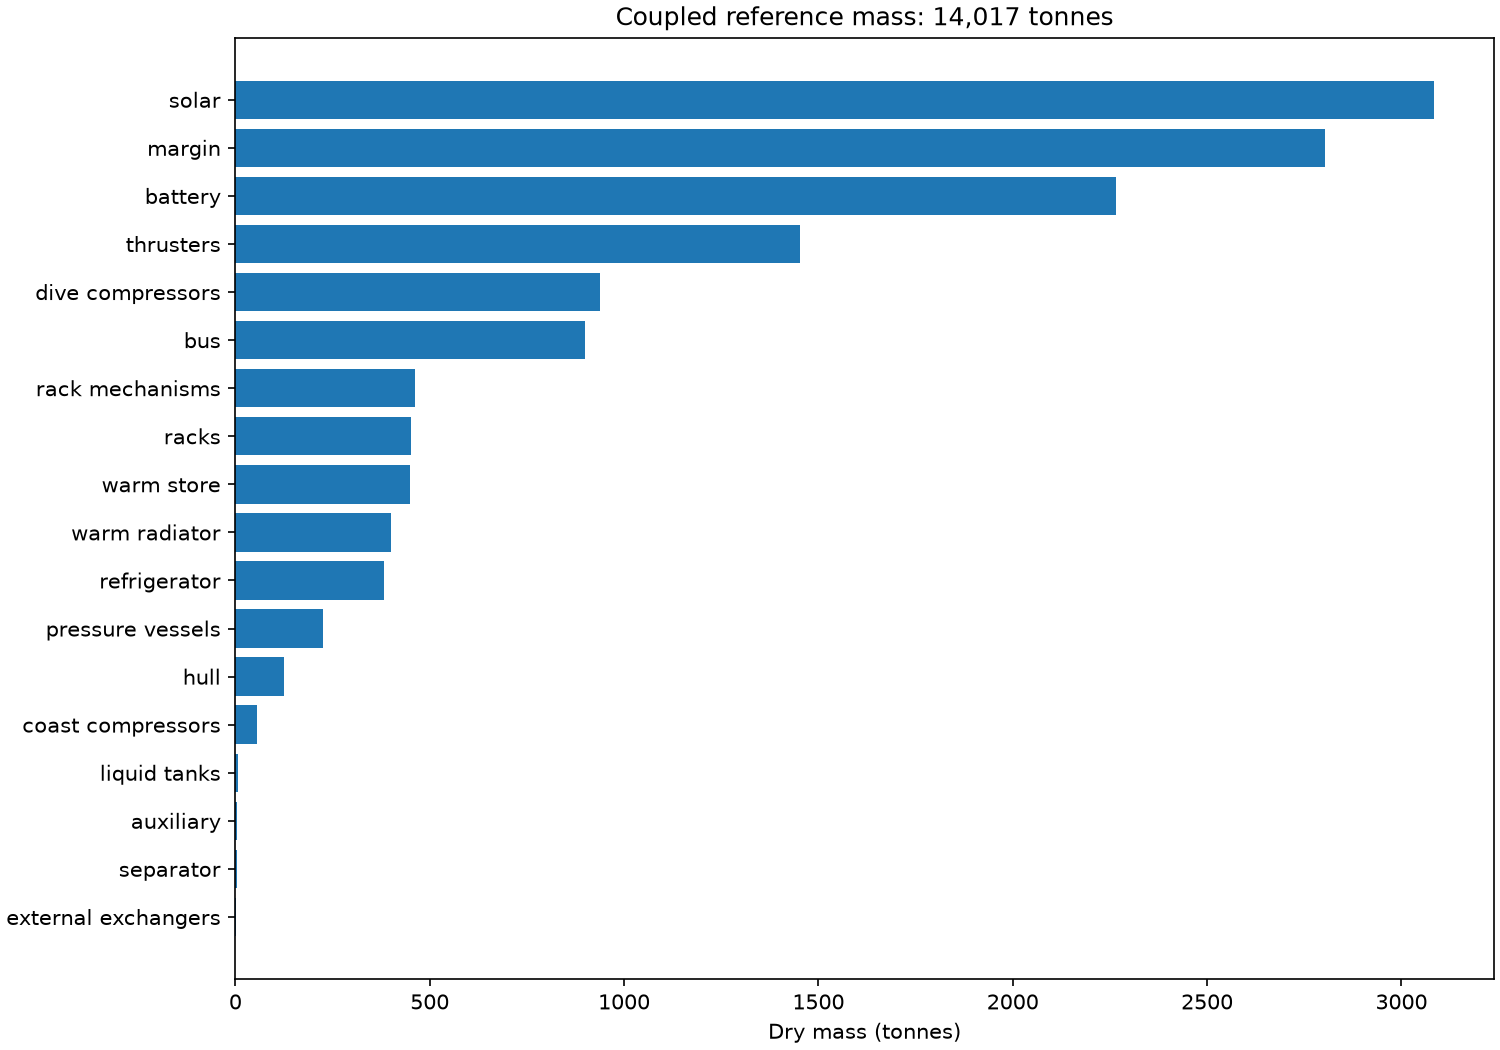 Coupled reference mass: 14,017 tonnes
solar
margin
battery
thrusters
dive compressors
bus
rack mechanisms
racks
warm store
warm radiator
refrigerator
pressure vessels
hull
coast compressors
liquid tanks
auxiliary
separator
external exchangers
0 500 1000 1500 2000 2500 3000
Dry mass (tonnes)